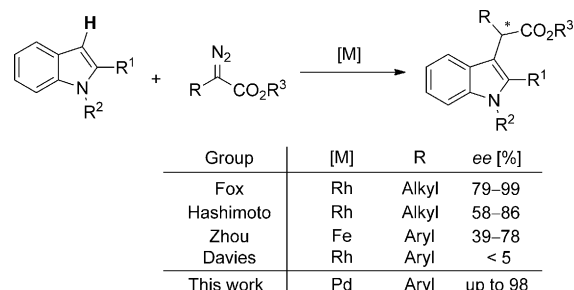 H
R¹
N
R²
+
N₂
R
CO₂R³
[M]
R
*
CO₂R³
R¹
N
R²
Group [M] R ee [%]
Fox Rh Alkyl 79–99
Hashimoto Rh Alkyl 58–86
Zhou Fe Aryl 39–78
Davies Rh Aryl < 5
This work Pd Aryl up to 98